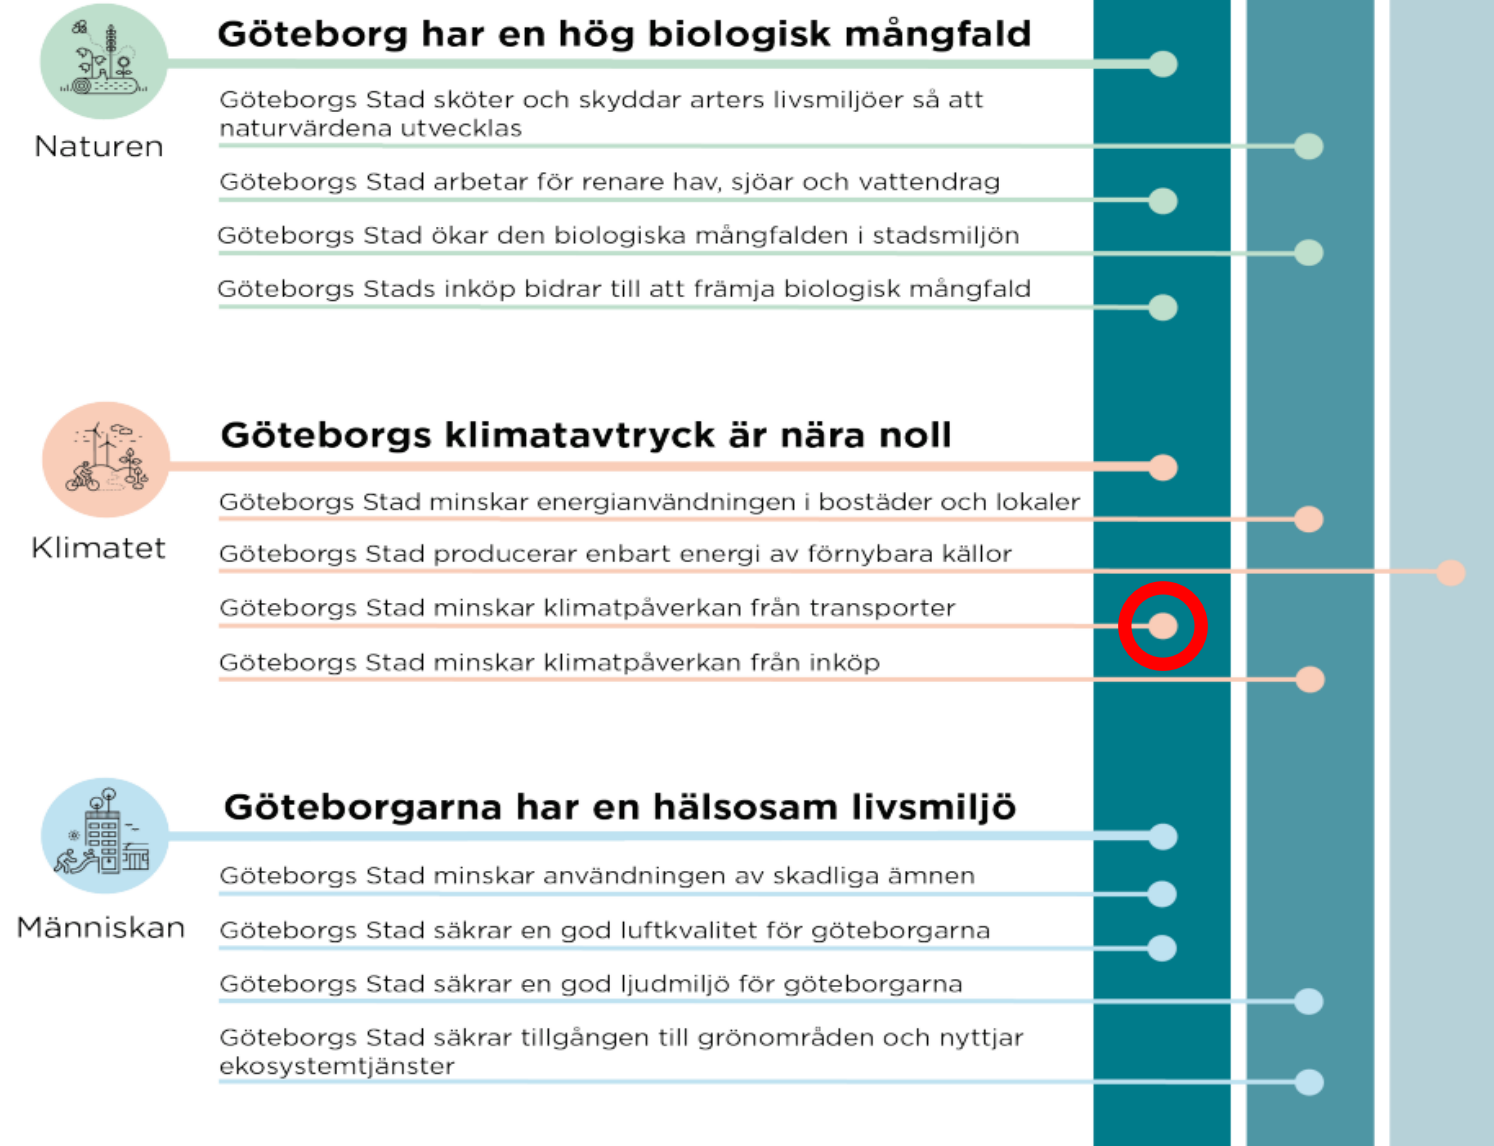 Göteborg har en hög biologisk mångfald
Göteborgs Stad sköter och skyddar arters livsmiljöer så att
naturvärdena utvecklas
Naturen
Göteborgs Stad arbetar för renare hav, sjöar och vattendrag
Göteborgs Stad ökar den biologiska mångfalden i stadsmiljön
Göteborgs Stads inköp bidrar till att främja biologisk mångfald
Göteborgs klimatavtryck är nära noll
Göteborgs Stad minskar energianvändningen i bostäder och lokaler
Klimatet
Göteborgs Stad producerar enbart energi av förnybara källor
Göteborgs Stad minskar klimatpåverkan från transporter
Göteborgs Stad minskar klimatpåverkan från inköp
Göteborgarna har en hälsosam livsmiljö
Göteborgs Stad minskar användningen av skadliga ämnen
Människan
Göteborgs Stad säkrar en god luftkvalitet för göteborgarna
Göteborgs Stad säkrar en god ljudmiljö för göteborgarna
Göteborgs Stad säkrar tillgången till grönområden och nyttjar
ekosystemtjänster